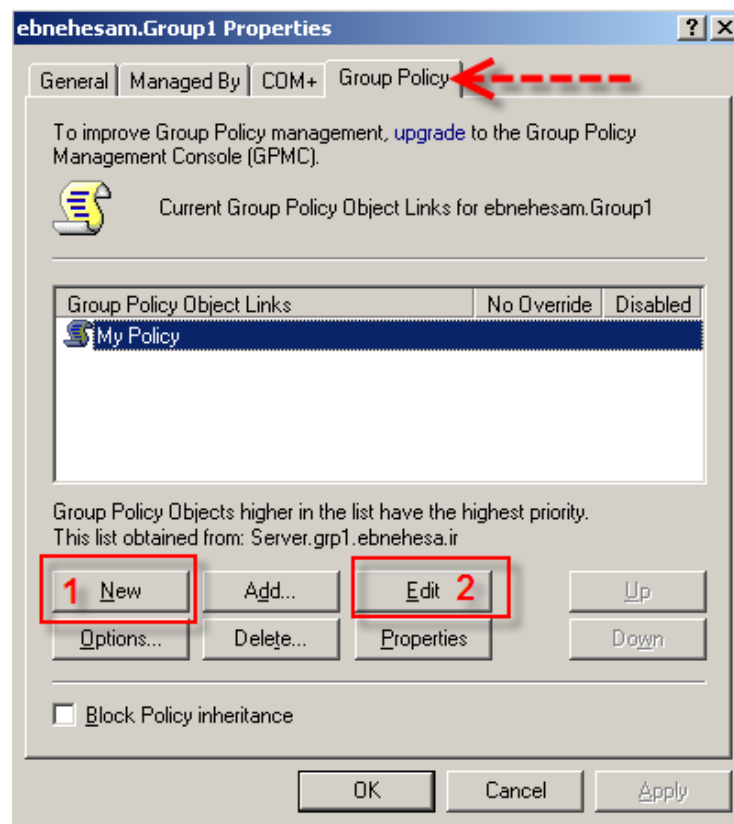 ebnehesam.Group1 Properties
General Managed By COM+ Group Policy
To improve Group Policy management, upgrade to the Group Policy
Management Console (GPMC).
Current Group Policy Object Links for ebnehesam.Group1
Group Policy Object Links No Override Disabled
My Policy
Group Policy Objects higher in the list have the highest priority.
This list obtained from: Server.grp1.ebnehesa.ir
1 New Add... Edit 2 Up
Options... Delete... Properties Down
Block Policy inheritance
OK Cancel Apply